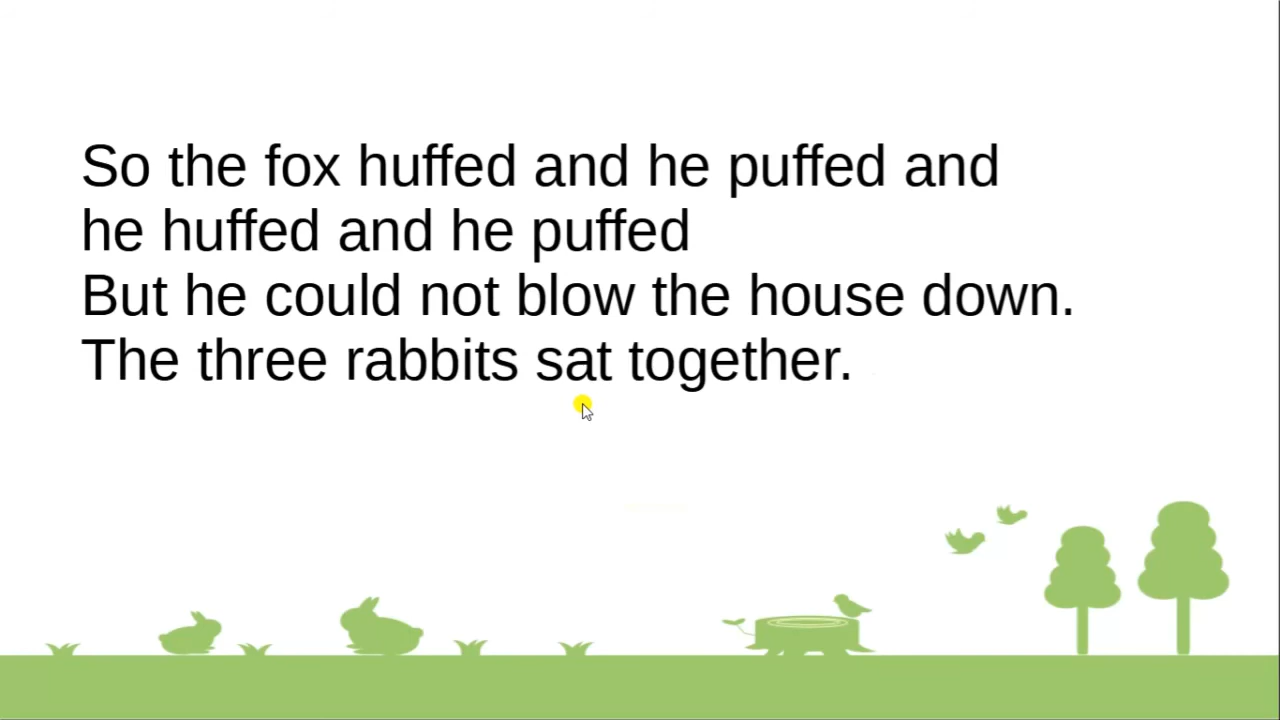 So the fox huffed and he puffed and
he huffed and he puffed
But he could not blow the house down.
The three rabbits sat together.